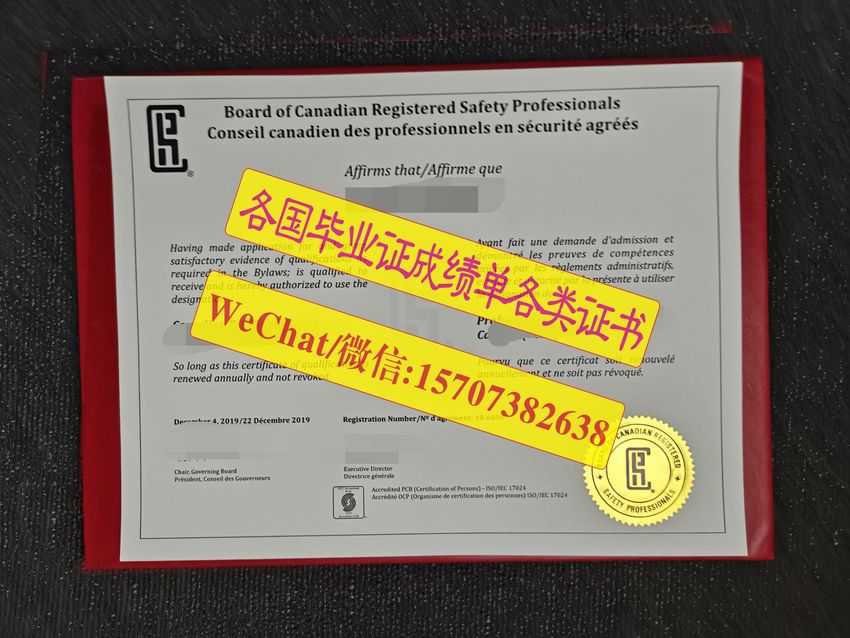 Board of Canadian Registered Safety Professionals
Conseil canadien des professionnels en sécurité agréés
Affirms that/Affirme que
各国毕业证成绩单各类证书
WeChat/微信:15707382638
Having made application for
satisfactory evidence of qualifications
required in the Bylaws; is qualified to
receive and is hereby authorized to use the
designation
Ayant fait une demande d'admission et
démontré les preuves de compétences
par les règlements administratifs,
autorisé par la présente à utiliser
So long as this certificate of qualification
renewed annually and not revoked
Pourvu que ce certificat soit renouvelé
annuellement et ne soit pas révoqué.
December 4, 2019/22 Décembre 2019
Registration Number/Nº d'agrément:
Chair, Governing Board
Président, Conseil des Gouverneurs
Executive Director
Directrice générale
Accredited PCB (Certification of Persons) – ISO/IEC 17024
Accrédité OCP (Organisme de certification des personnes) ISO/IEC 17024
CANADIAN REGISTERED
SAFETY PROFESSIONALS